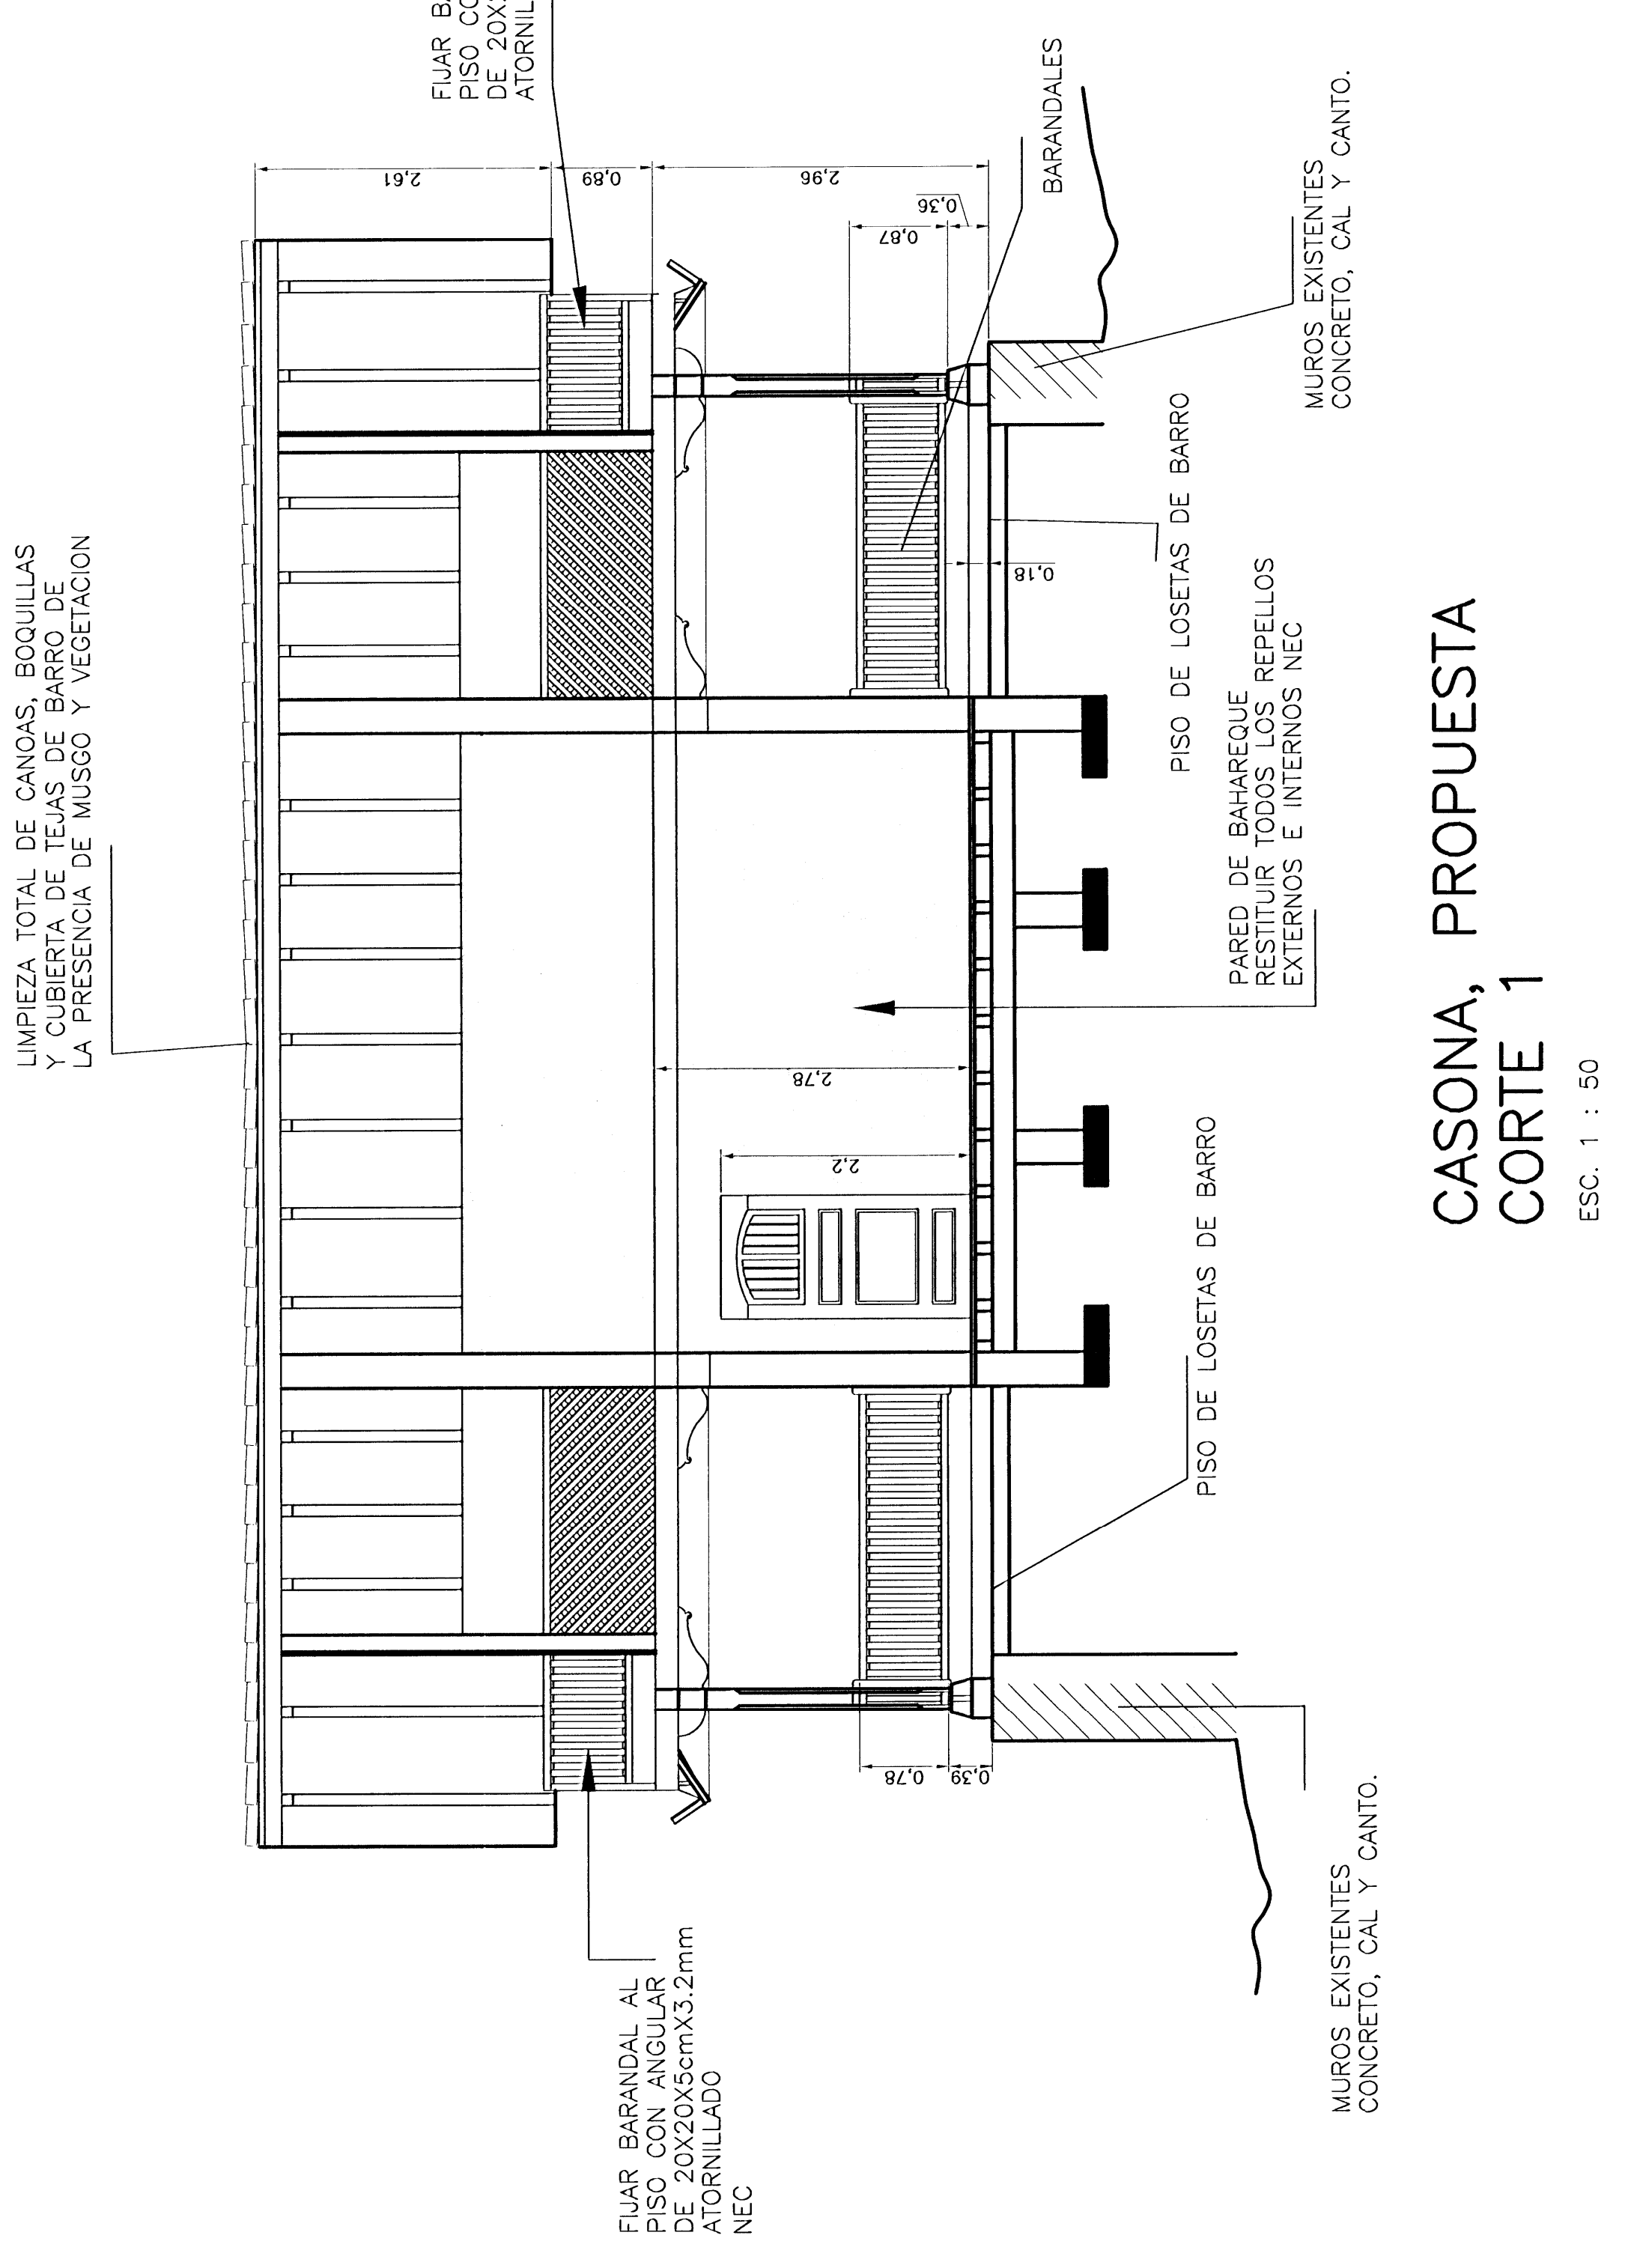 LIMPIEZA TOTAL DE CANOAS, BOQUILLAS
Y CUBIERTA DE TEJAS DE BARRO DE
LA PRESENCIA DE MUSGO Y VEGETACION
FIJAR
PISO
DE
2,61
0,89
2,96
0,36
0,87
0,18
2,78
2,2
0,78
0,39
FIJAR BARANDAL AL
PISO CON ANGULAR
DE 20X20X5cmX3.2mm
ATORNILLADO
NEC
BARANDALES
MUROS EXISTENTES
CONCRETO, CAL Y CANTO.
PISO DE LOSETAS DE BARRO
PARED DE BAHAREQUE
RESTITUIR TODOS LOS REPELLOS
EXTERNOS E INTERNOS NEC
PISO DE LOSETAS DE BARRO
MUROS EXISTENTES
CONCRETO, CAL Y CANTO.
CASONA, PROPUESTA
CORTE 1
ESC. 1 : 50